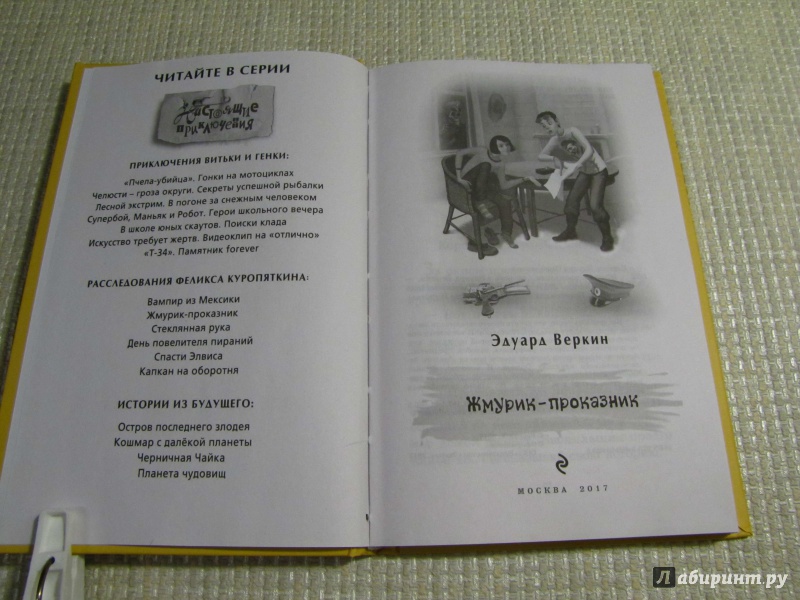 ЧИТАЙТЕ В СЕРИИ
Настоящие
приключения
ПРИКЛЮЧЕНИЯ ВИТЬКИ И ГЕНКИ:
«Пчела-убийца». Гонки на мотоциклах
Челюсти – гроза округи. Секреты успешной рыбалки
Лесной экстрим. В погоне за снежным человеком
Супербой, Маньяк и Робот. Герои школьного вечера
В школе юных скаутов. Поиски клада
Искусство требует жертв. Видеоклип на «отлично»
«Т-34». Памятник forever
РАССЛЕДОВАНИЯ ФЕЛИКСА КУРОПЯТКИНА:
Вампир из Мексики
Жмурик-проказник
Стеклянная рука
День повелителя пираний
Спасти Элвиса
Капкан на оборотня
ИСТОРИИ ИЗ БУДУЩЕГО:
Остров последнего злодея
Кошмар с далёкой планеты
Черничная Чайка
Планета чудовищ
Эдуард Веркин
Жмурик-проказник
МОСКВА 2017
Лабиринт.ру